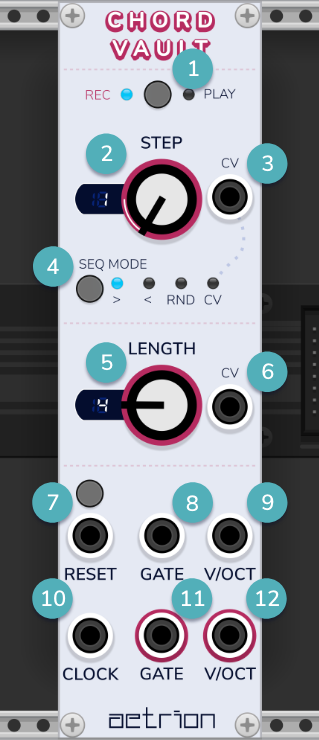 CHORD
VAULT
1
REC PLAY
STEP
2
CV 3
1
4 SEQ MODE
> < RND CV
LENGTH
5
CV 6
4
7 8 9
RESET GATE V/OCT
10 11 12
CLOCK GATE V/OCT
aetrion